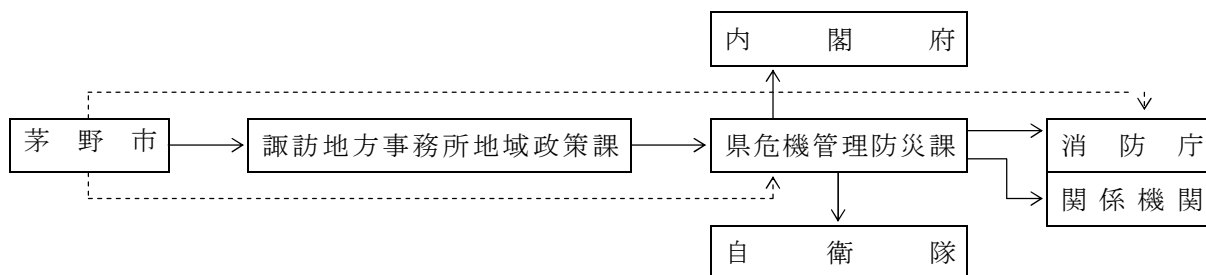 内閣府
茅野市
諏訪地方事務所地域政策課
県危機管理防災課
消防庁
関係機関
自衛隊